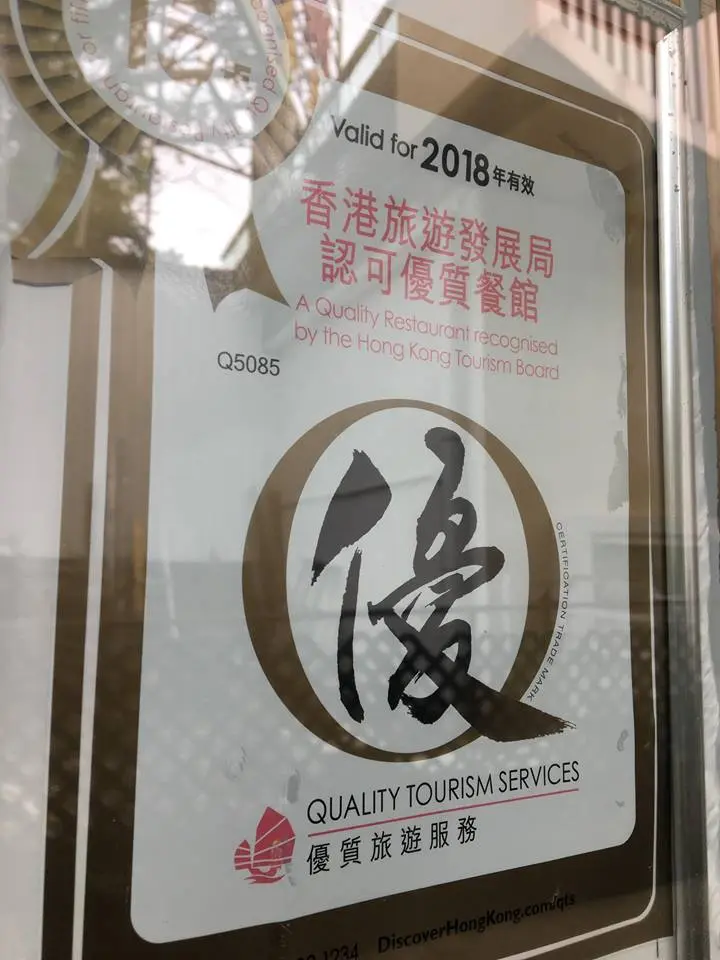 Valid for 2018年有效
香港旅遊發展局
認可優質餐館
A Quality Restaurant recognised
by the Hong Kong Tourism Board
Q5085
優
CERTIFICATION TRADE MARK
QUALITY TOURISM SERVICES
優質旅遊服務
1234 DiscoverHongKong.com/qts